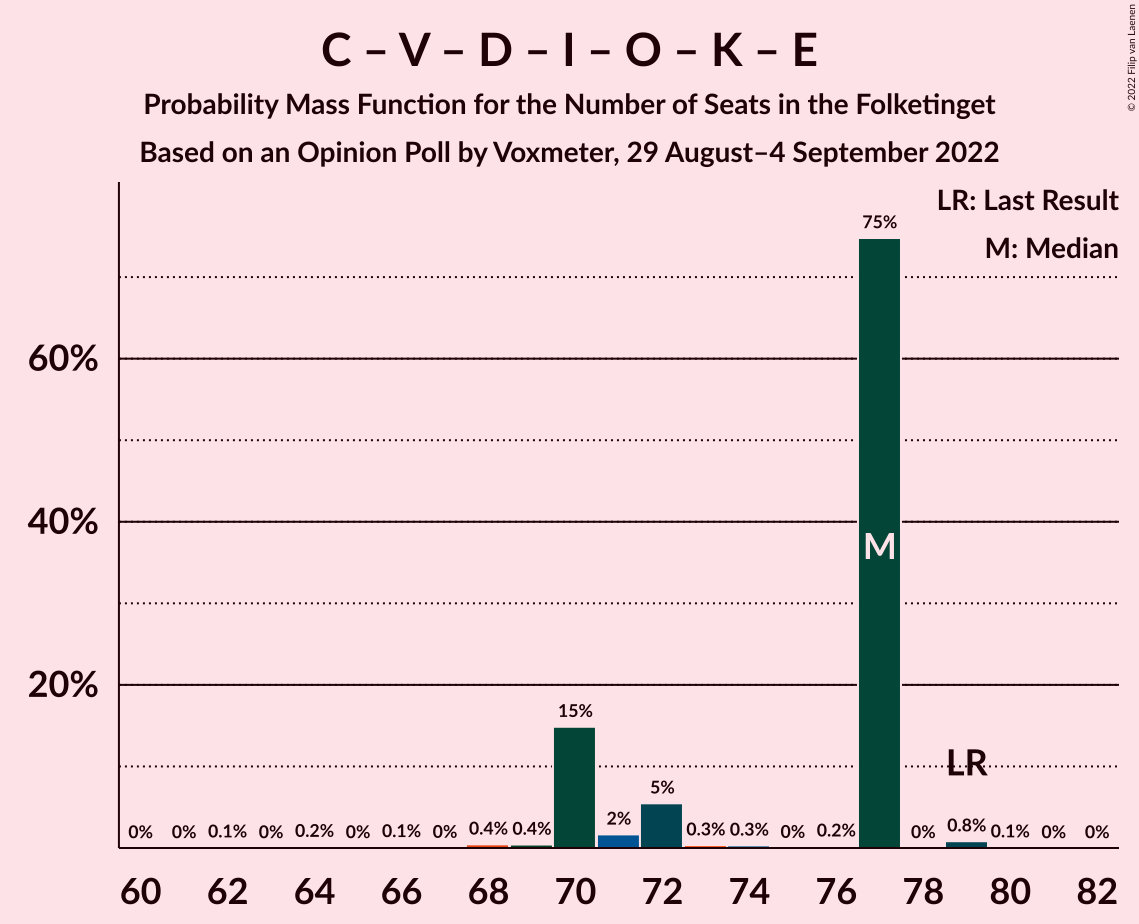 C – V – D – I – O – K – E
Probability Mass Function for the Number of Seats in the Folketinget
Based on an Opinion Poll by Voxmeter, 29 August–4 September 2022
© 2022 Filip van Laenen
LR: Last Result
M: Median
75%
60%
40%
M
20%
15%
LR
5%
0% 0% 0.1% 0% 0.2% 0% 0.1% 0% 0.4% 0.4% 2% 0.3% 0.3% 0% 0.2% 0% 0.8% 0.1% 0% 0%
60 62 64 66 68 70 72 74 76 78 80 82